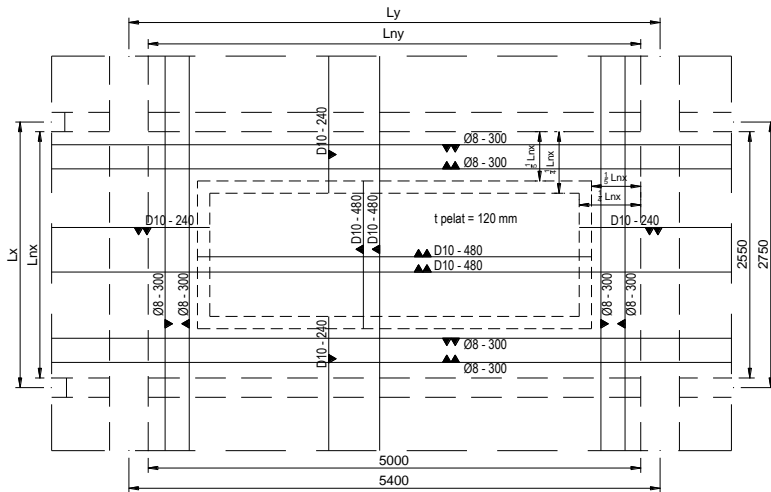 Ly
Lny
D10 - 240
Ø8 - 300
Ø8 - 300
Lnx
Lnx
Lnx
Lnx
D10 - 240
D10 - 480
D10 - 480
t pelat = 120 mm
D10 - 240
Lx
Lnx
D10 - 480
D10 - 480
2550
2750
Ø8 - 300
Ø8 - 300
D10 - 240
Ø8 - 300
Ø8 - 300
Ø8 - 300
Ø8 - 300
5000
5400